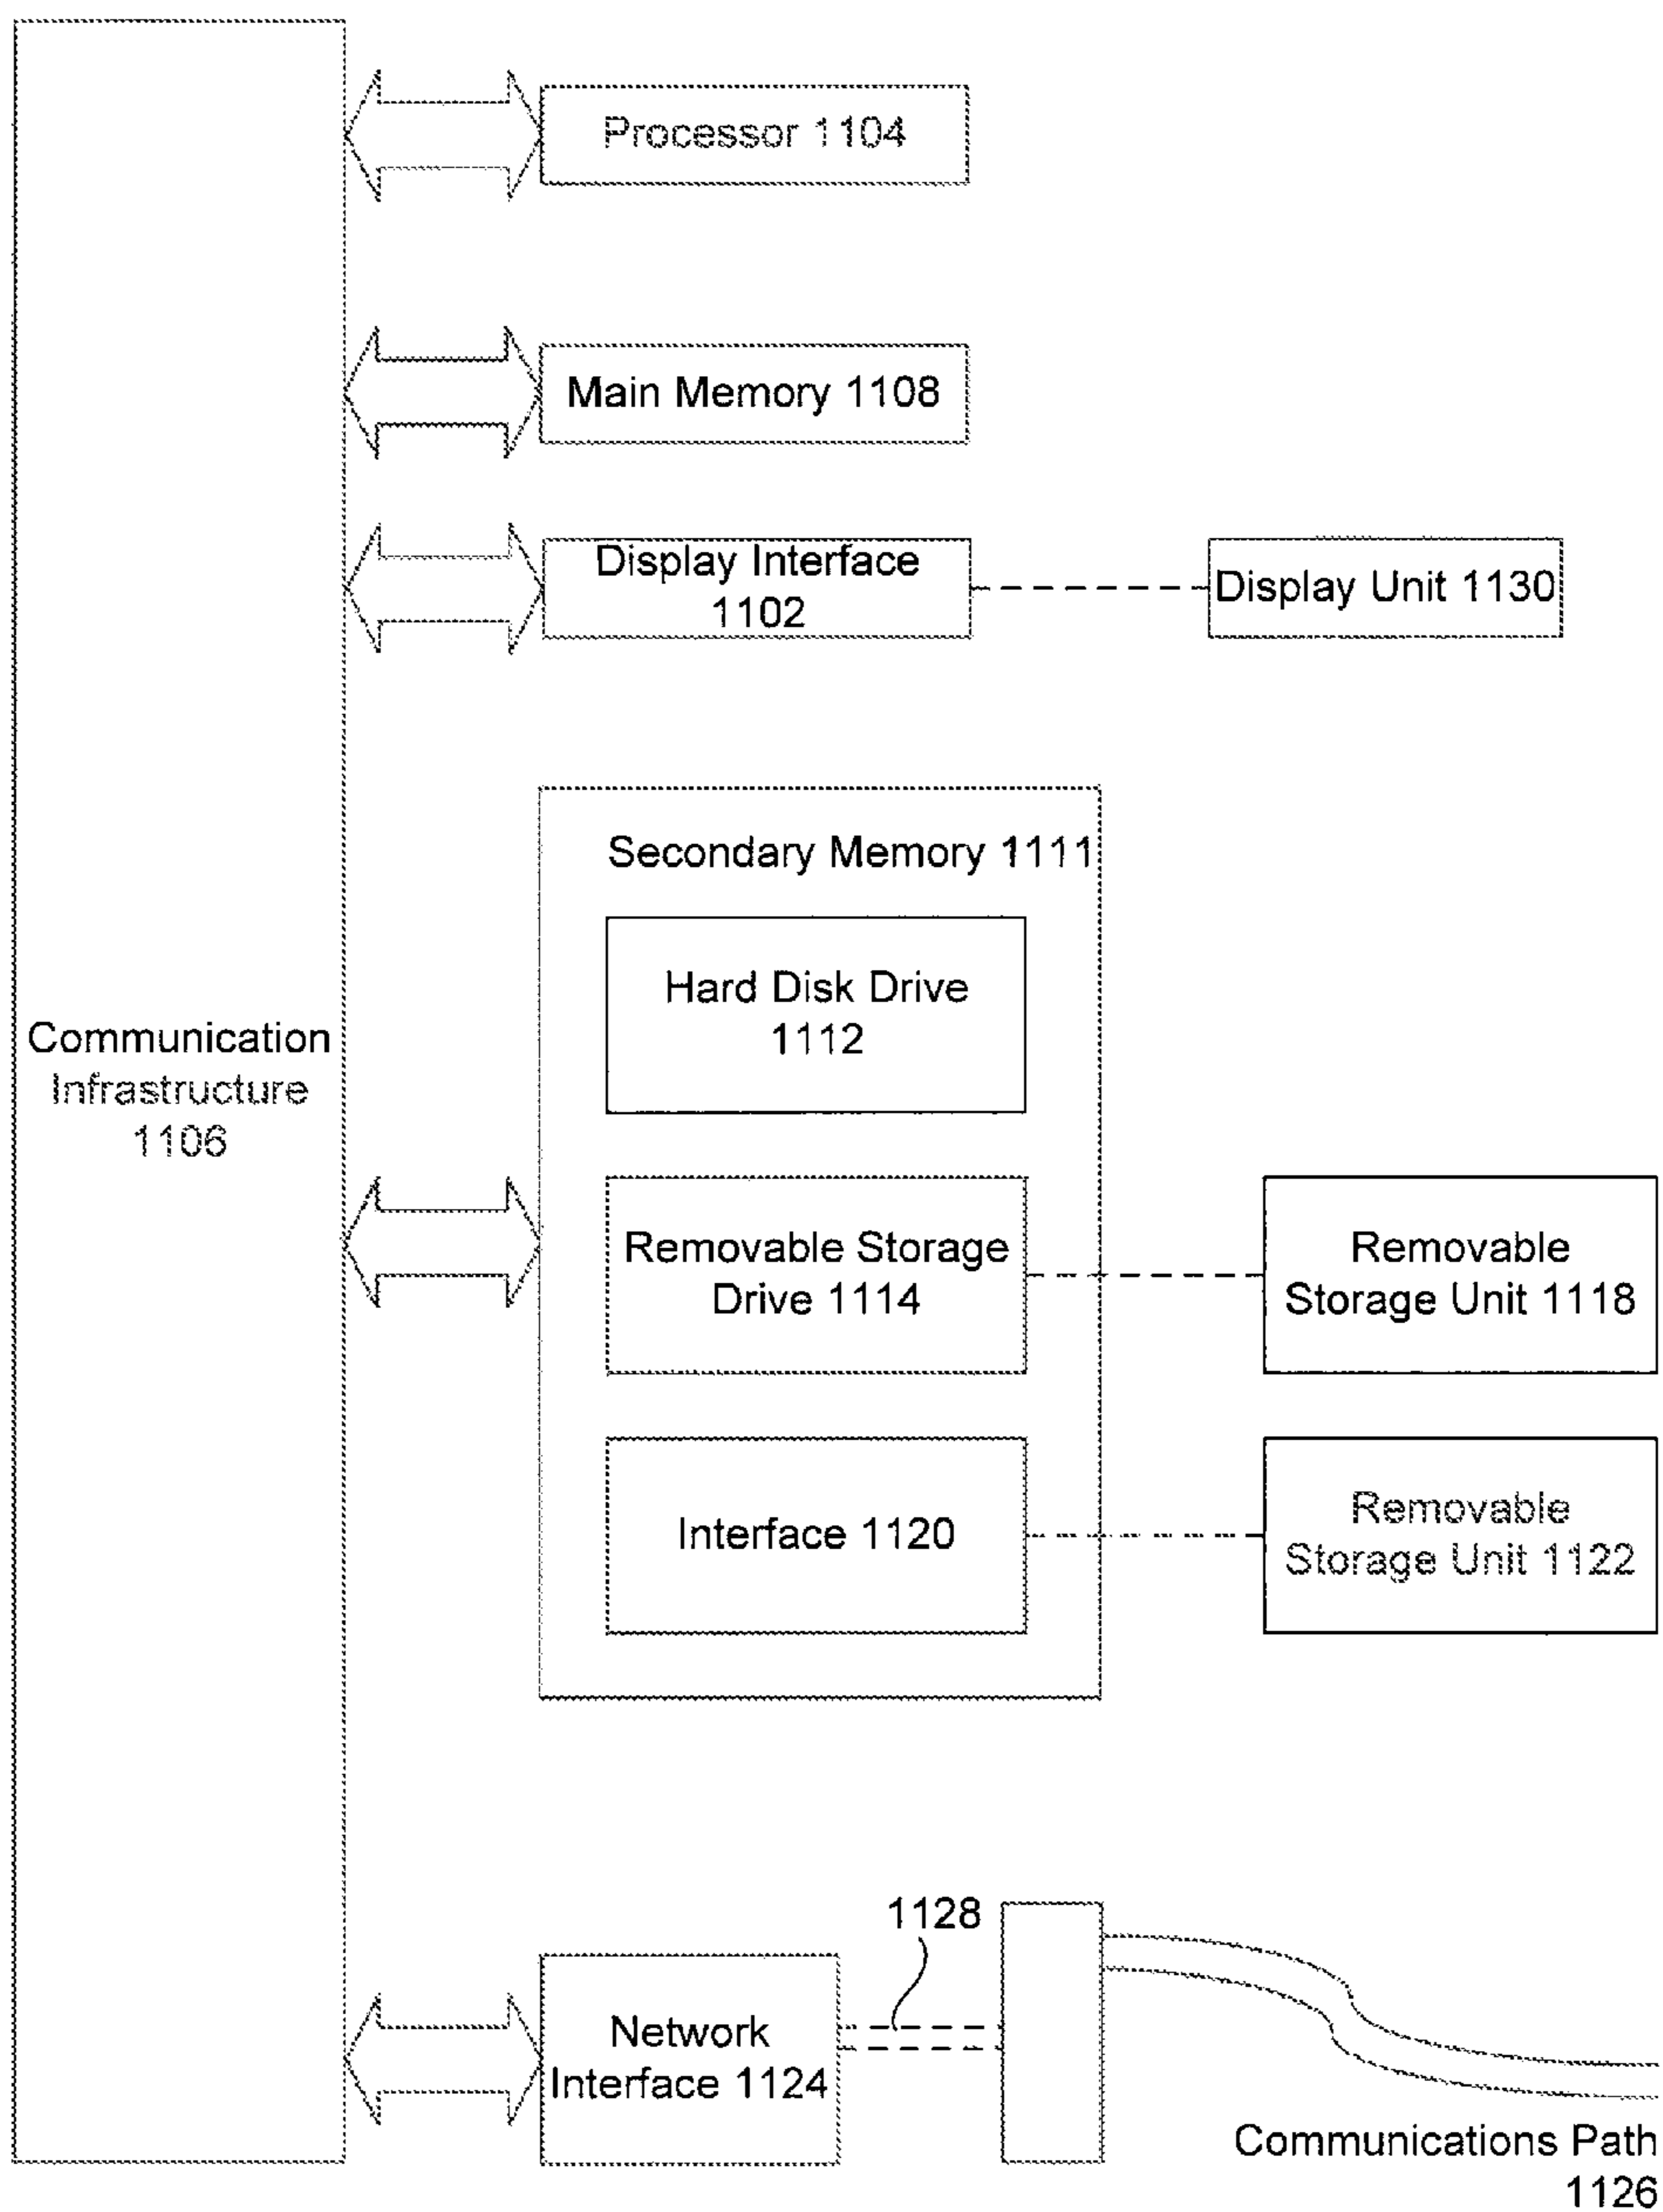 Processor 1104
Main Memory 1108
Display Interface
1102
Display Unit 1130
Secondary Memory 1111
Hard Disk Drive
1112
Communication
Infrastructure
1106
Removable Storage
Drive 1114
Removable
Storage Unit 1118
Interface 1120
Removable
Storage Unit 1122
1128
Network
Interface 1124
Communications Path
1126